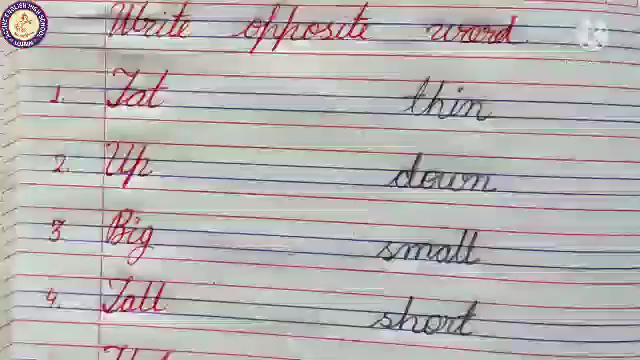 Write opposite word
1. Fat thin
2. Up down
3. Big small
4. Tall short